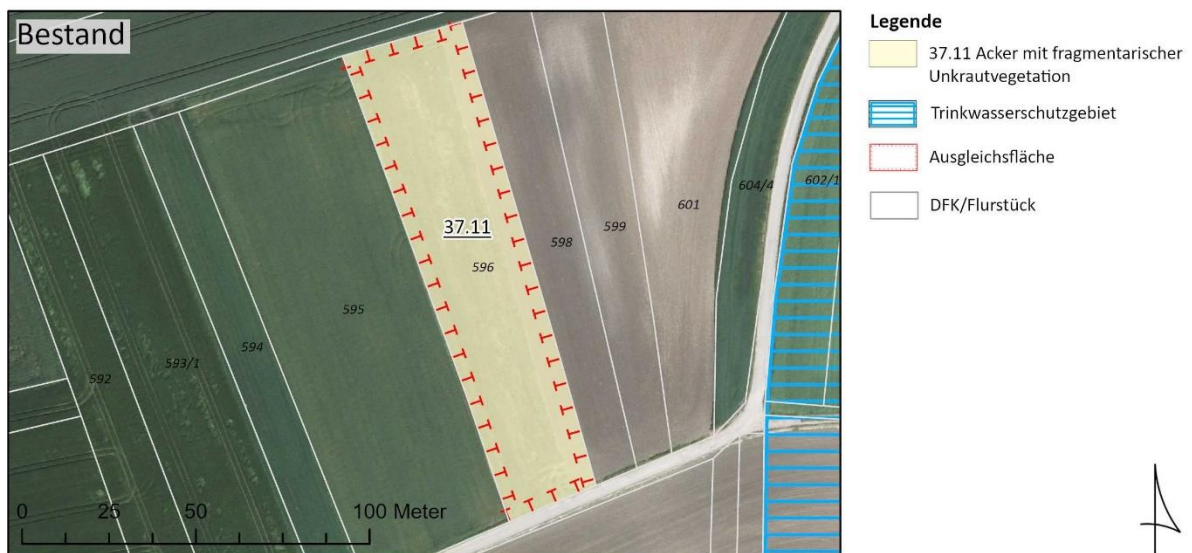 Bestand
Legende
37.11 Acker mit fragmentarischer
Unkrautvegetation
Trinkwasserschutzgebiet
Ausgleichsfläche
DFK/Flurstück
604/4
602/1
601
599
598
37.11
596
595
594
593/1
592
0 25 50 100 Meter